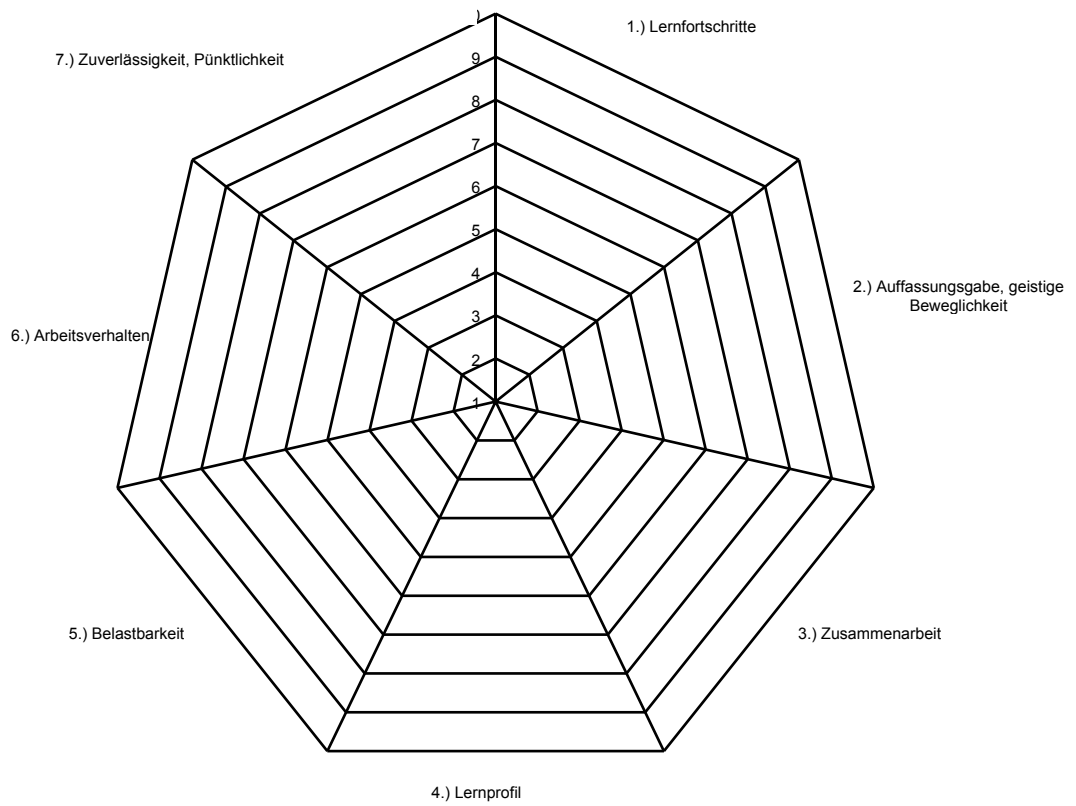 1.) Lernfortschritte
7.) Zuverlässigkeit, Pünktlichkeit
9
8
7
6
5
4
3
2
1
2.) Auffassungsgabe, geistige
Beweglichkeit
6.) Arbeitsverhalten
5.) Belastbarkeit
3.) Zusammenarbeit
4.) Lernprofil